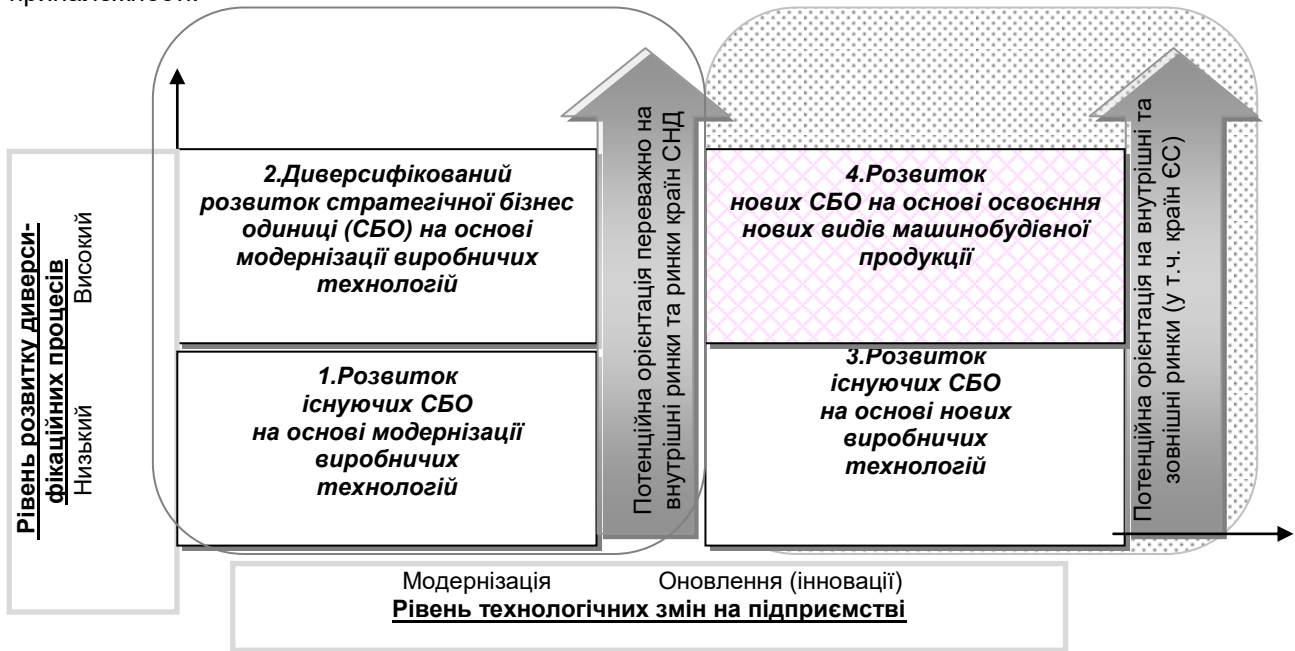 2.Диверсифікований
розвиток стратегічної бізнес
одиниці (СБО) на основі
модернізації виробничих
технологій
4.Розвиток
нових СБО на основі освоєння
нових видів машинобудівної
продукції
1.Розвиток
існуючих СБО
на основі модернізації
виробничих
технологій
3.Розвиток
існуючих СБО
на основі нових
виробничих
технологій
Потенційна орієнтація переважно на
внутрішні ринки та ринки країн СНД
Потенційна орієнтація на внутрішні та
зовнішні ринки (у т.ч. країн ЄС)
Рівень розвитку диверси-
фікаційних процесів
Низький Високий
Модернізація Оновлення (інновації)
Рівень технологічних змін на підприємстві